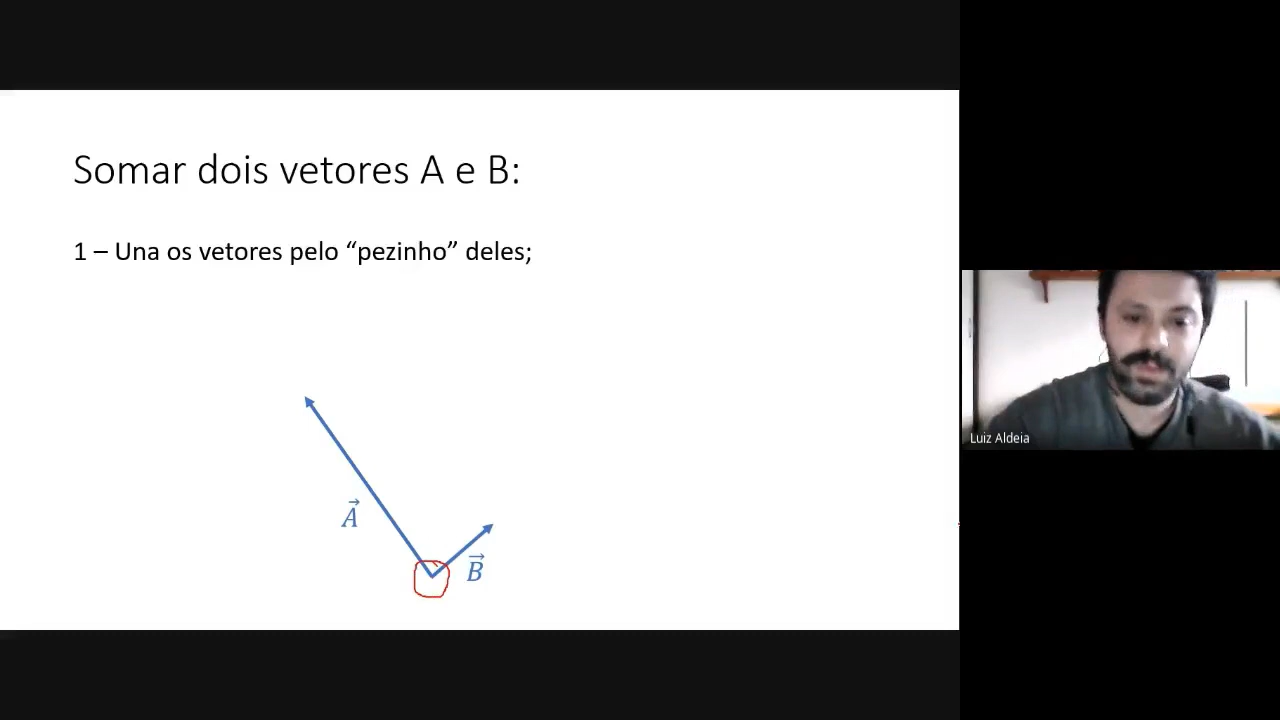 Somar dois vetores A e B:
1 – Una os vetores pelo “pezinho” deles;
A⃗
B⃗
Luiz Aldeia